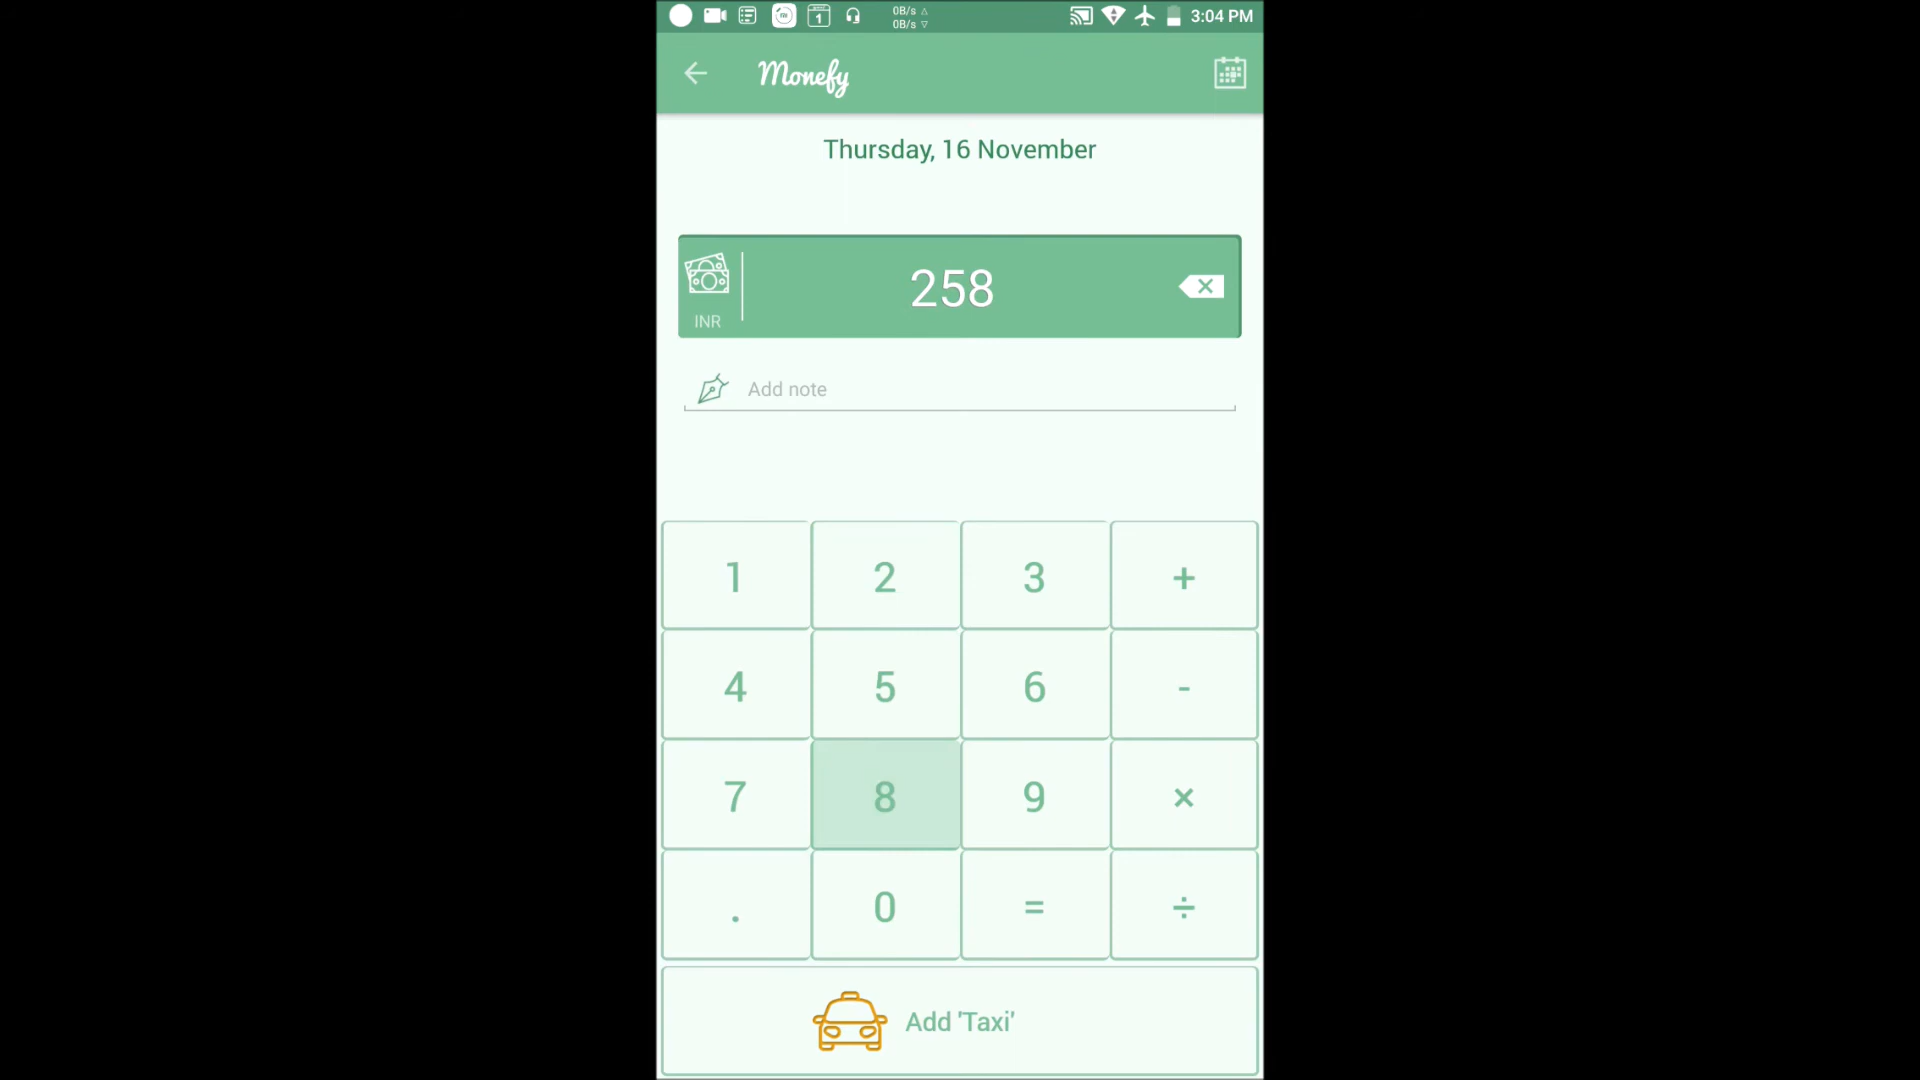 0B/s △
0B/s ▽
1
3:04 PM
Monefy
Thursday, 16 November
258
INR
Add note
1 2 3 +
4 5 6 -
7 8 9 ×
. 0 = ÷
Add 'Taxi'